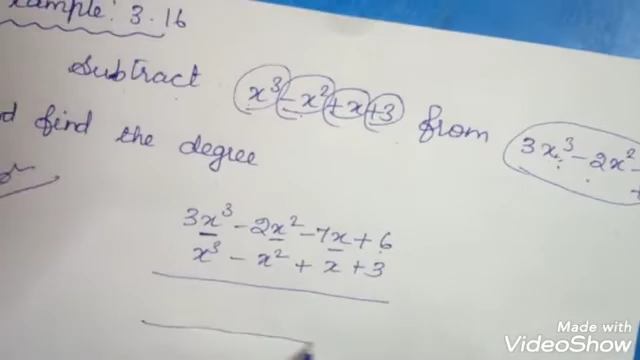 xample: 3.16
Subtract x³ - x² + x + 3 from 3x³ - 2x² -
d find the degree
3x³ - 2x² - 7x + 6
x³ - x² + x + 3
Made with
VideoShow